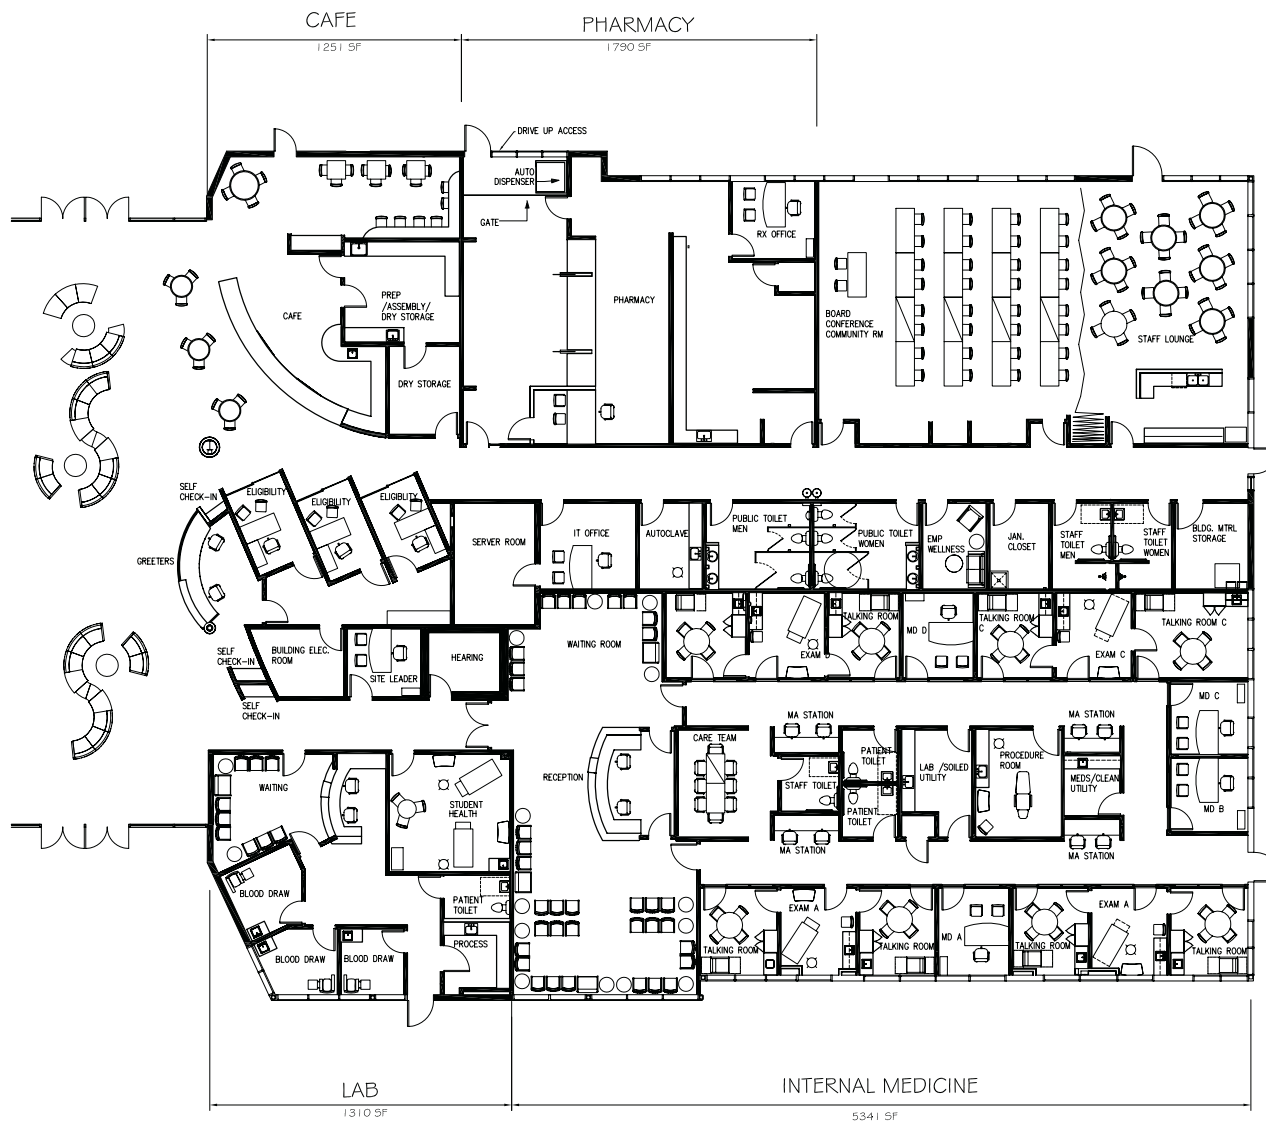 CAFE
1251 SF
PHARMACY
1790 SF
DRIVE UP ACCESS
AUTO
DISPENSER
GATE
RX OFFICE
PHARMACY
CAFE
PREP
/ASSEMBLY/
DRY STORAGE
DRY STORAGE
BOARD
CONFERENCE
COMMUNITY RM
STAFF LOUNGE
SELF
CHECK-IN
ELIGIBILITY
ELIGIBILITY
ELIGIBLITY
GREETERS
SERVER ROOM
IT OFFICE
AUTOCLAVE
PUBLIC TOILET
MEN
PUBLIC TOILET
WOMEN
EMP
WELLNESS
JAN.
CLOSET
STAFF
TOILET
MEN
STAFF
TOILET
WOMEN
BLDG. MTRL
STORAGE
SELF
CHECK-IN
BUILDING ELEC.
ROOM
SITE LEADER
HEARING
WAITING ROOM
EXAM D
TALKING ROOM
MD D
TALKING ROOM
C
EXAM C
TALKING ROOM C
SELF
CHECK-IN
MD C
MA STATION
MA STATION
CARE TEAM
PATIENT
TOILET
LAB /SOILED
UTILITY
PROCEDURE
ROOM
MEDS/CLEAN
UTILITY
STAFF TOILET
PATIENT
TOILET
MD B
MA STATION
MA STATION
RECEPTION
WAITING
STUDENT
HEALTH
BLOOD DRAW
PATIENT
TOILET
PROCESS
BLOOD DRAW
BLOOD DRAW
EXAM A
TALKING ROOM
TALKING ROOM
MD A
TALKING ROOM
EXAM A
TALKING ROOM
LAB
1310 SF
INTERNAL MEDICINE
5341 SF